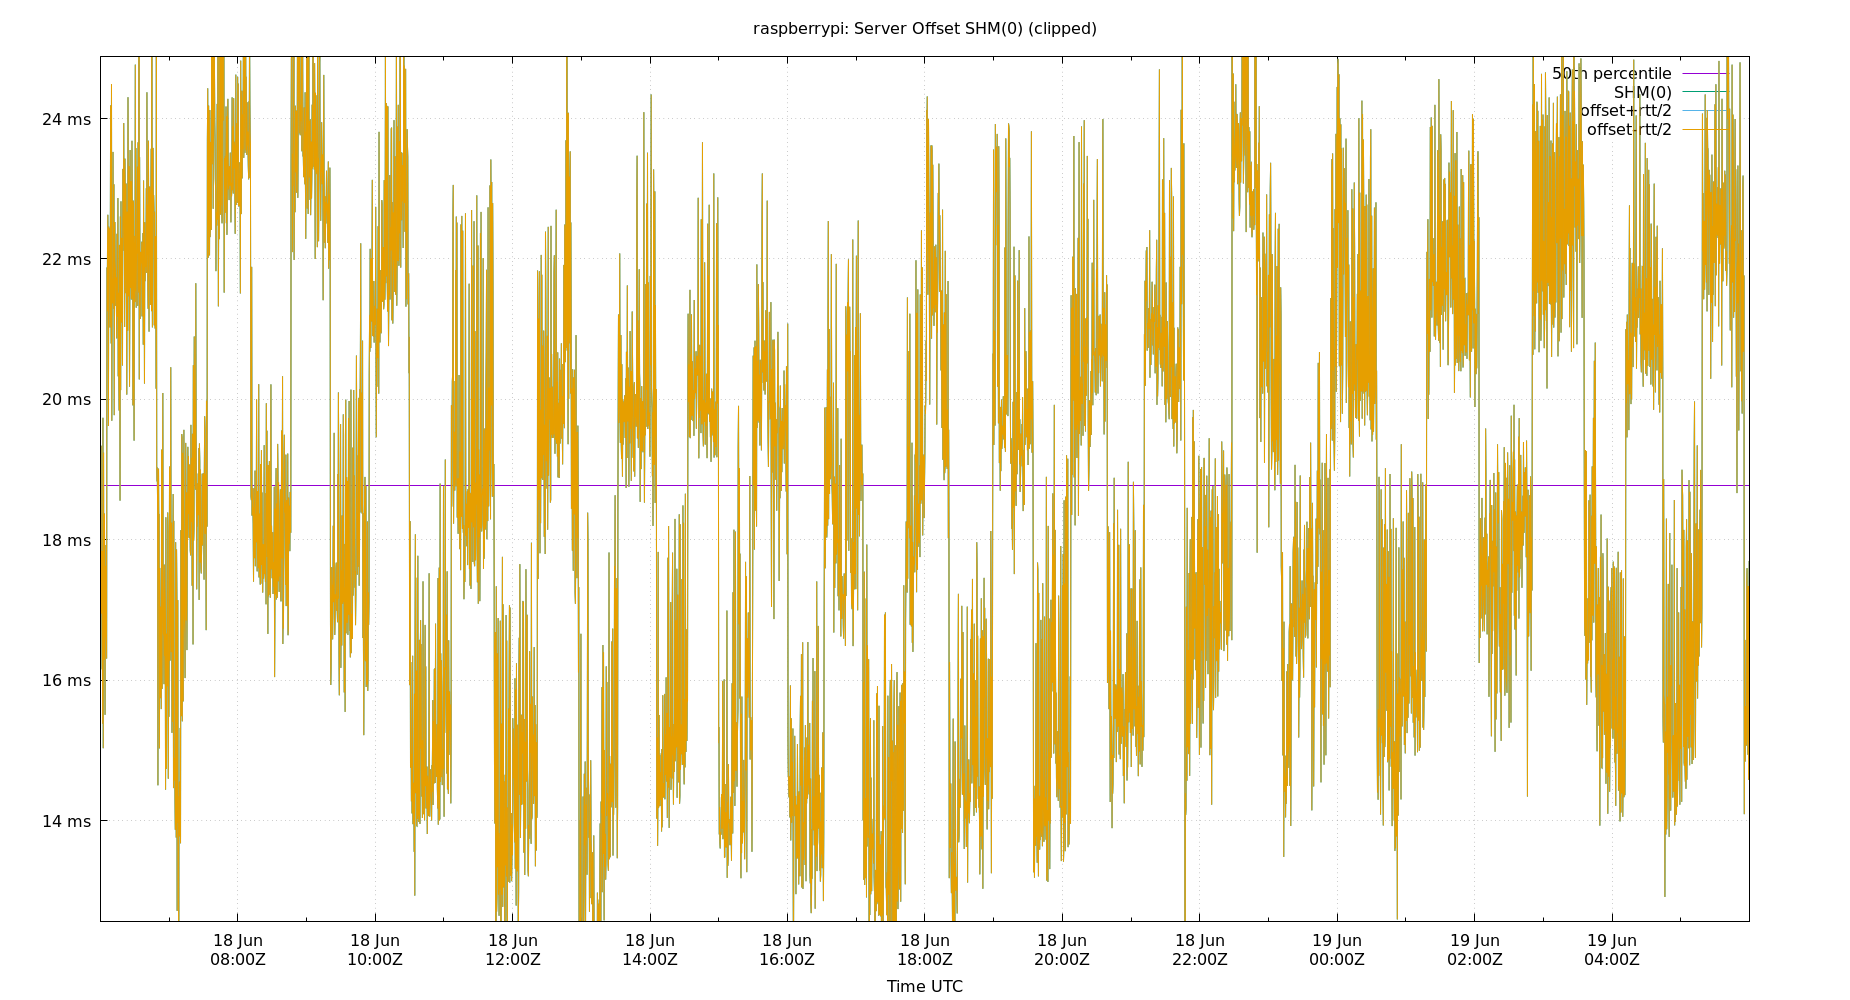 raspberrypi: Server Offset SHM(0) (clipped)
50th percentile
SHM(0)
offset+rtt/2
offset-rtt/2
24 ms
22 ms
20 ms
18 ms
16 ms
14 ms
18 Jun 18 Jun 18 Jun 18 Jun 18 Jun 18 Jun 18 Jun 18 Jun 19 Jun 19 Jun 19 Jun
08:00Z 10:00Z 12:00Z 14:00Z 16:00Z 18:00Z 20:00Z 22:00Z 00:00Z 02:00Z 04:00Z
Time UTC